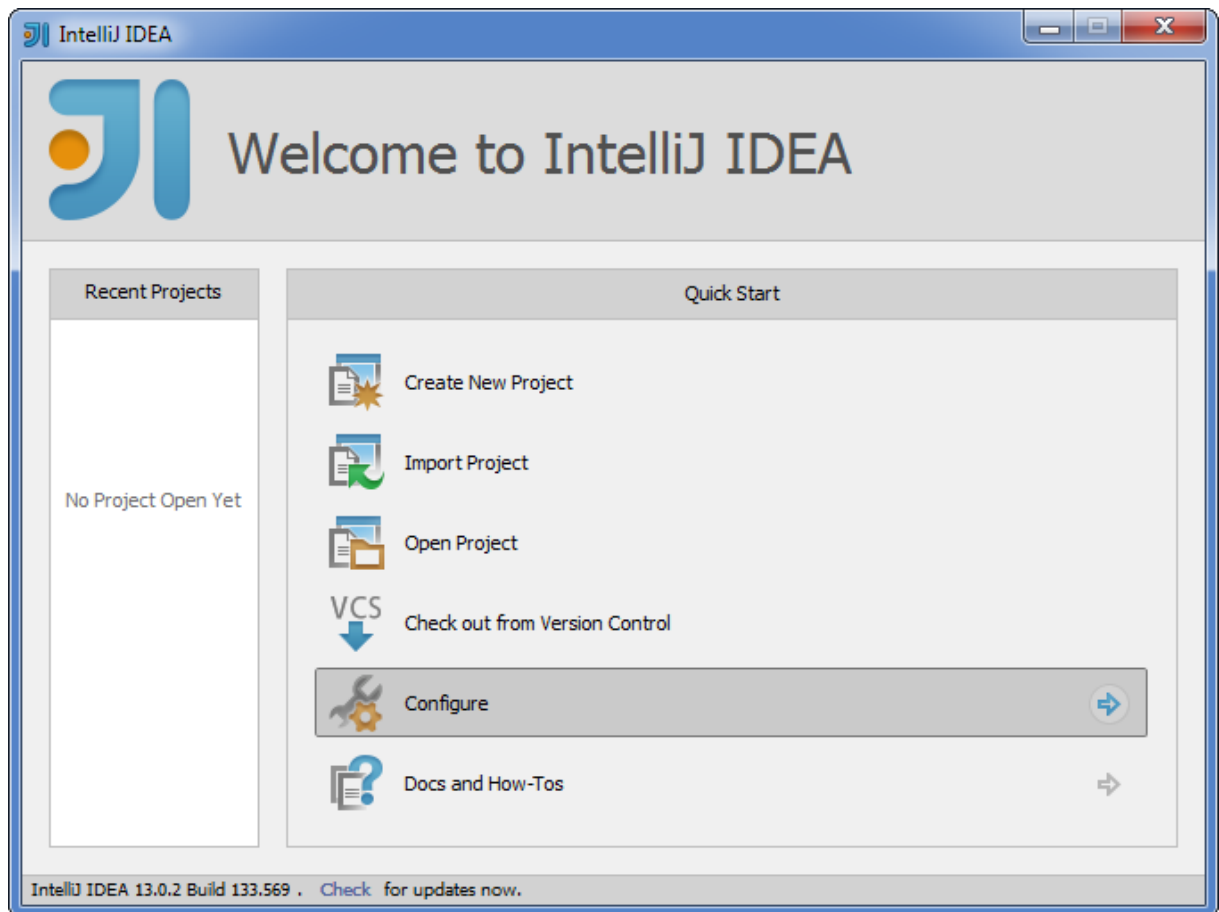 IntelliJ IDEA
Welcome to IntelliJ IDEA
Recent Projects
No Project Open Yet
Quick Start
Create New Project
Import Project
Open Project
VCS
Check out from Version Control
Configure
Docs and How-Tos
IntelliJ IDEA 13.0.2 Build 133.569 . Check for updates now.